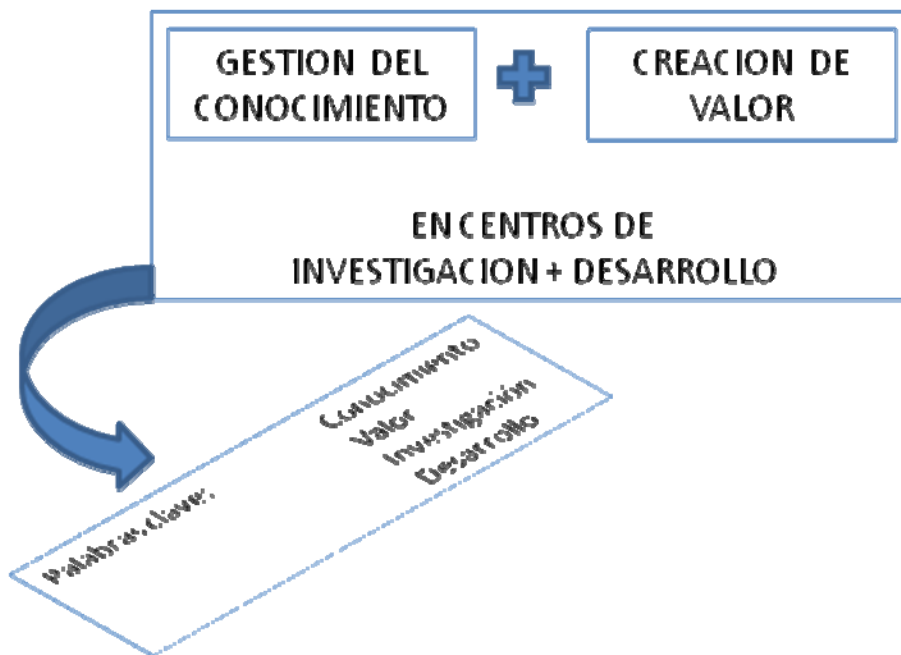 GESTION DEL
CONOCIMIENTO
CREACION DE
VALOR
EN CENTROS DE
INVESTIGACION + DESARROLLO
Conocimiento
Valor
Investigación
Desarrollo
Palabras clave: